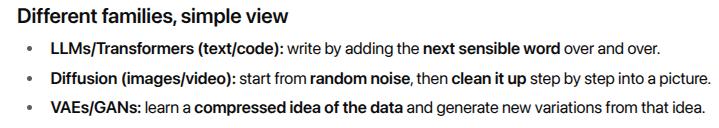 Different families, simple view
• LLMs/Transformers (text/code): write by adding the next sensible word over and over.
• Diffusion (images/video): start from random noise, then clean it up step by step into a picture.
• VAEs/GANs: learn a compressed idea of the data and generate new variations from that idea.